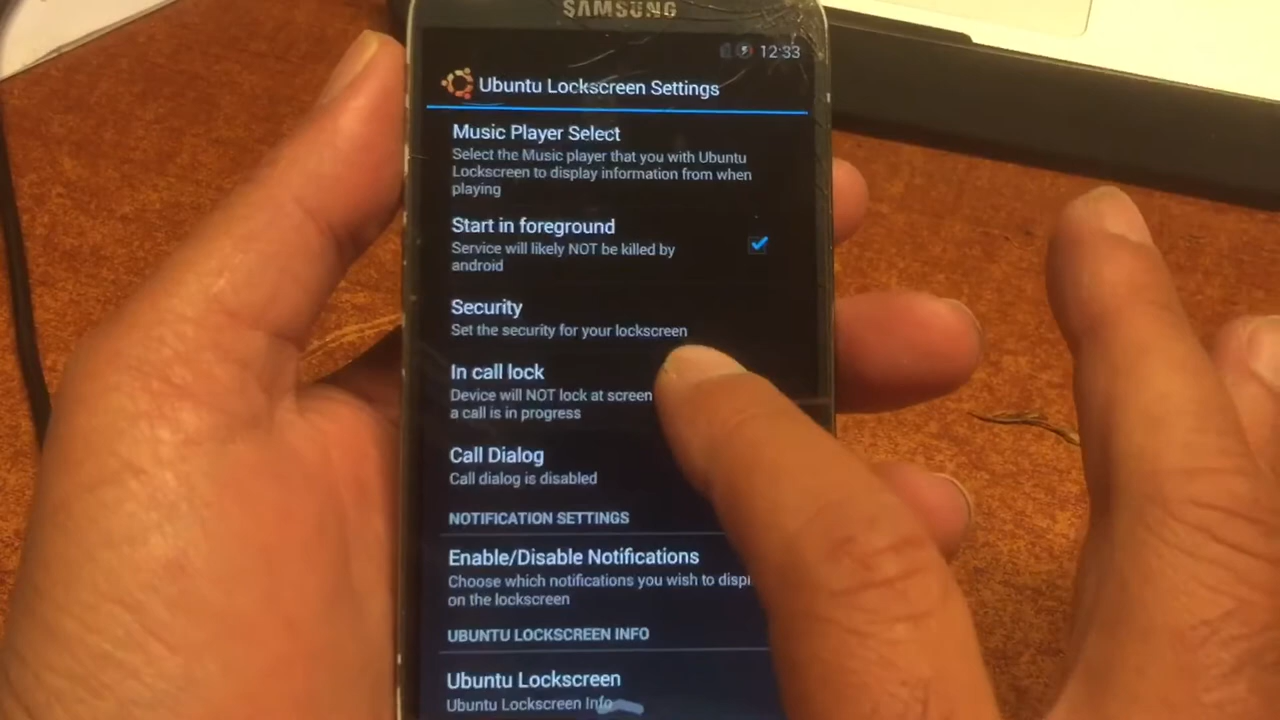 SAMSUNG
12:33
Ubuntu Lockscreen Settings
Music Player Select
Select the Music player that you with Ubuntu
Lockscreen to display information from when
playing
Start in foreground
Service will likely NOT be killed by
android
Security
Set the security for your lockscreen
In call lock
Device will NOT lock at screen
a call is in progress
Call Dialog
Call dialog is disabled
NOTIFICATION SETTINGS
Enable/Disable Notifications
Choose which notifications you wish to
on the lockscreen
UBUNTU LOCKSCREEN INFO
Ubuntu Lockscreen
Ubuntu Lockscreen Info